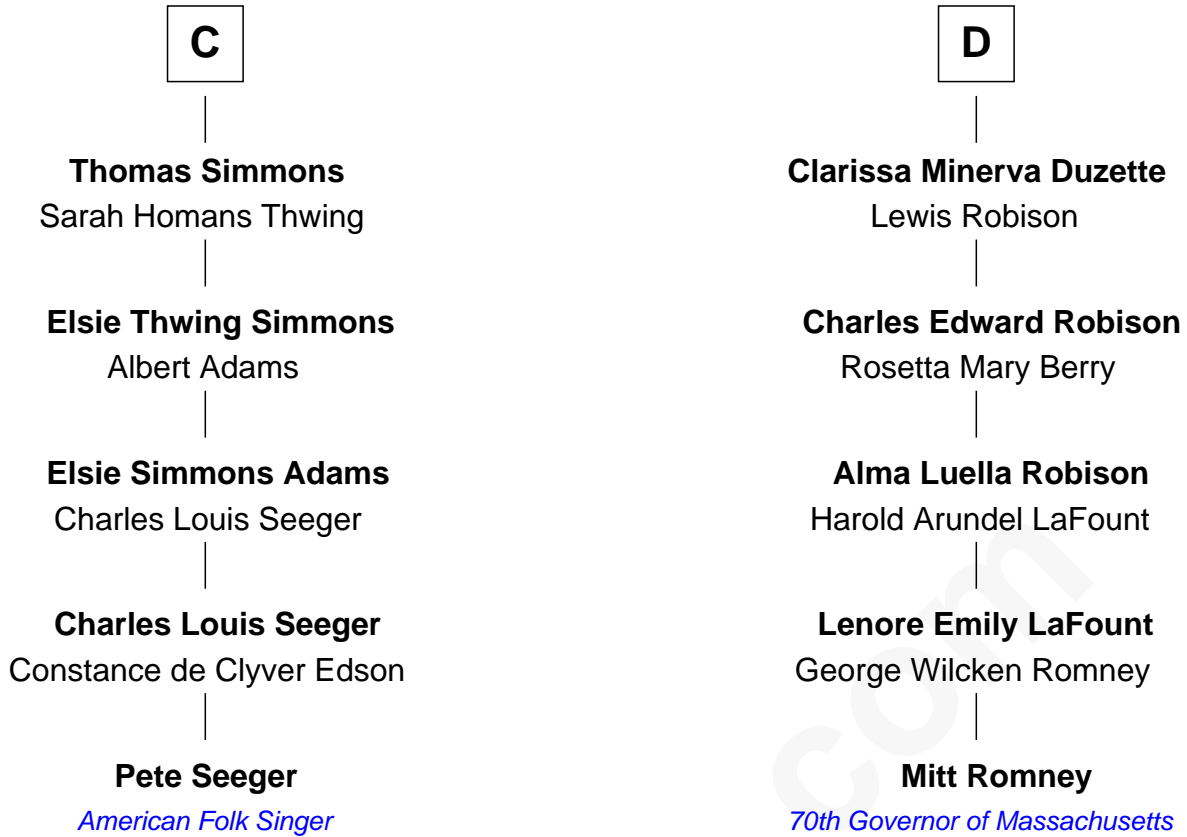 C
Thomas Simmons
Sarah Homans Thwing
Elsie Thwing Simmons
Albert Adams
Elsie Simmons Adams
Charles Louis Seeger
Charles Louis Seeger
Constance de Clyver Edson
Pete Seeger
American Folk Singer
D
Clarissa Minerva Duzette
Lewis Robison
Charles Edward Robison
Rosetta Mary Berry
Alma Luella Robison
Harold Arundel LaFount
Lenore Emily LaFount
George Wilcken Romney
Mitt Romney
70th Governor of Massachusetts
com